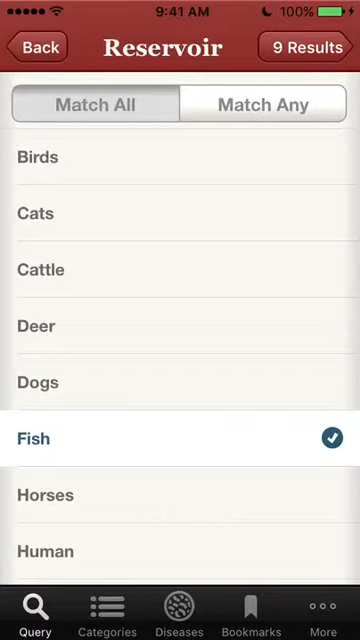 9:41 AM 100%
Back Reservoir 9 Results
Match All Match Any
Birds
Cats
Cattle
Deer
Dogs
Fish
Horses
Human
Query Categories Diseases Bookmarks More